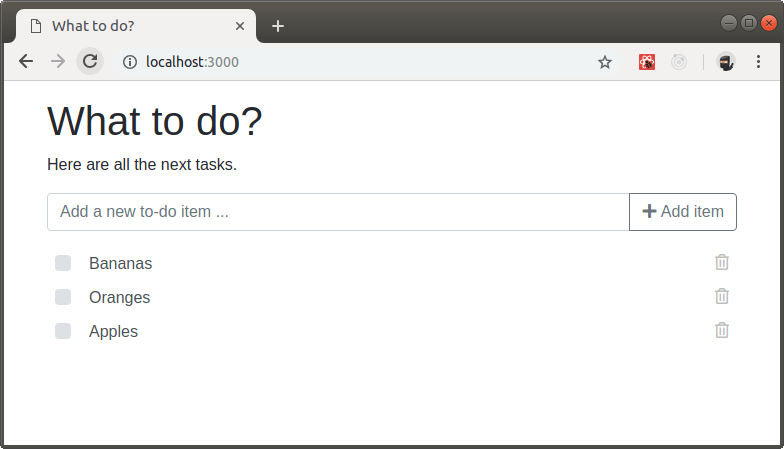 What to do?
localhost:3000
What to do?
Here are all the next tasks.
Add a new to-do item ... Add item
Bananas
Oranges
Apples